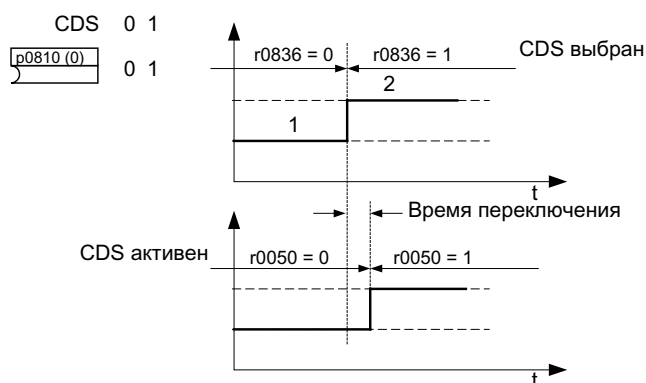 CDS 0 1
p0810 (0) 0 1
r0836 = 0 r0836 = 1 CDS выбран
2
1
t
Время переключения
CDS активен r0050 = 0 r0050 = 1
t